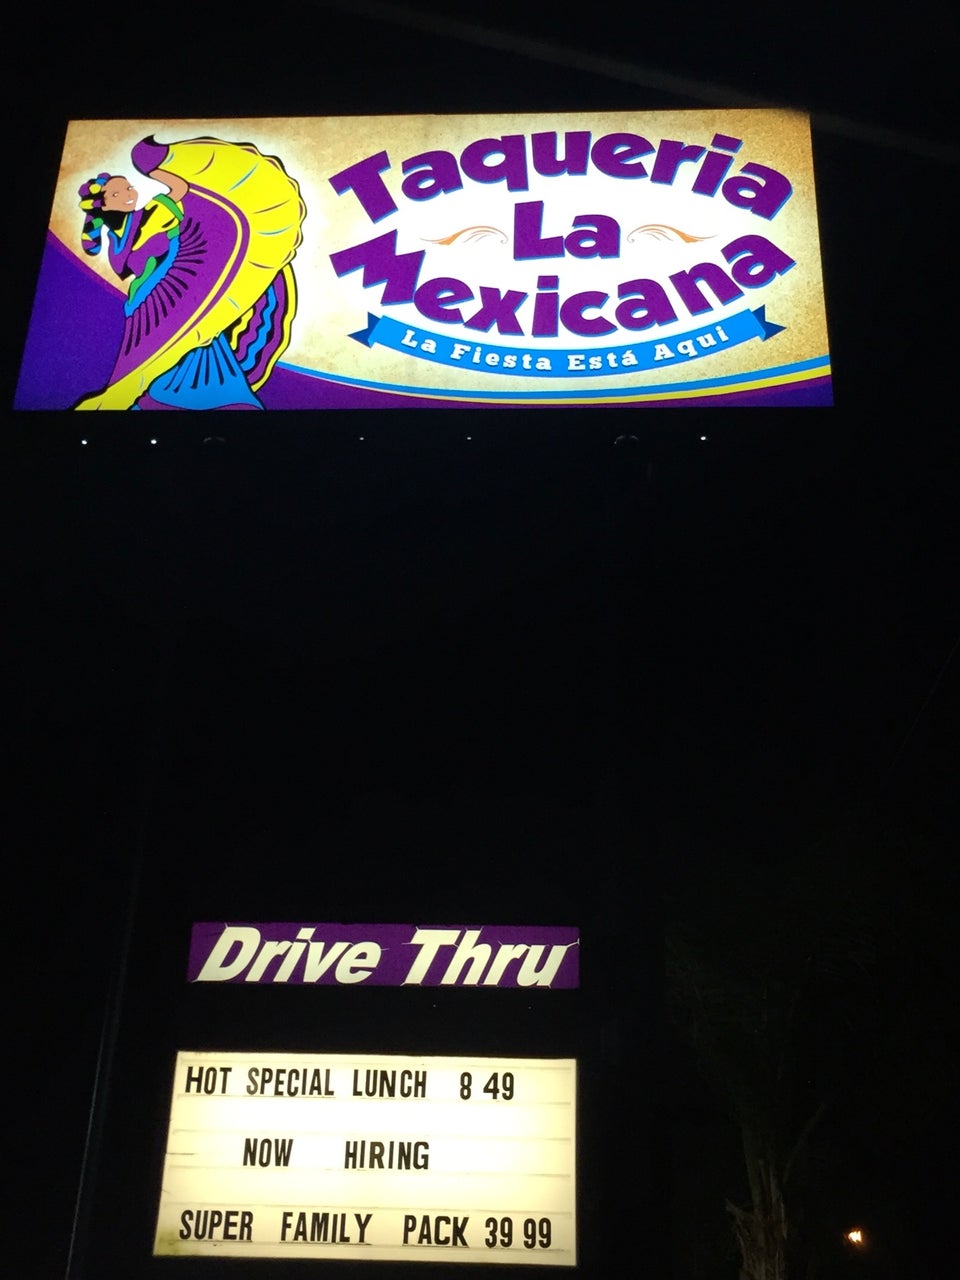 Taqueria
La
Mexicana
La Fiesta Está Aqui
Drive Thru
HOT SPECIAL LUNCH 8 49
NOW HIRING
SUPER FAMILY PACK 39 99